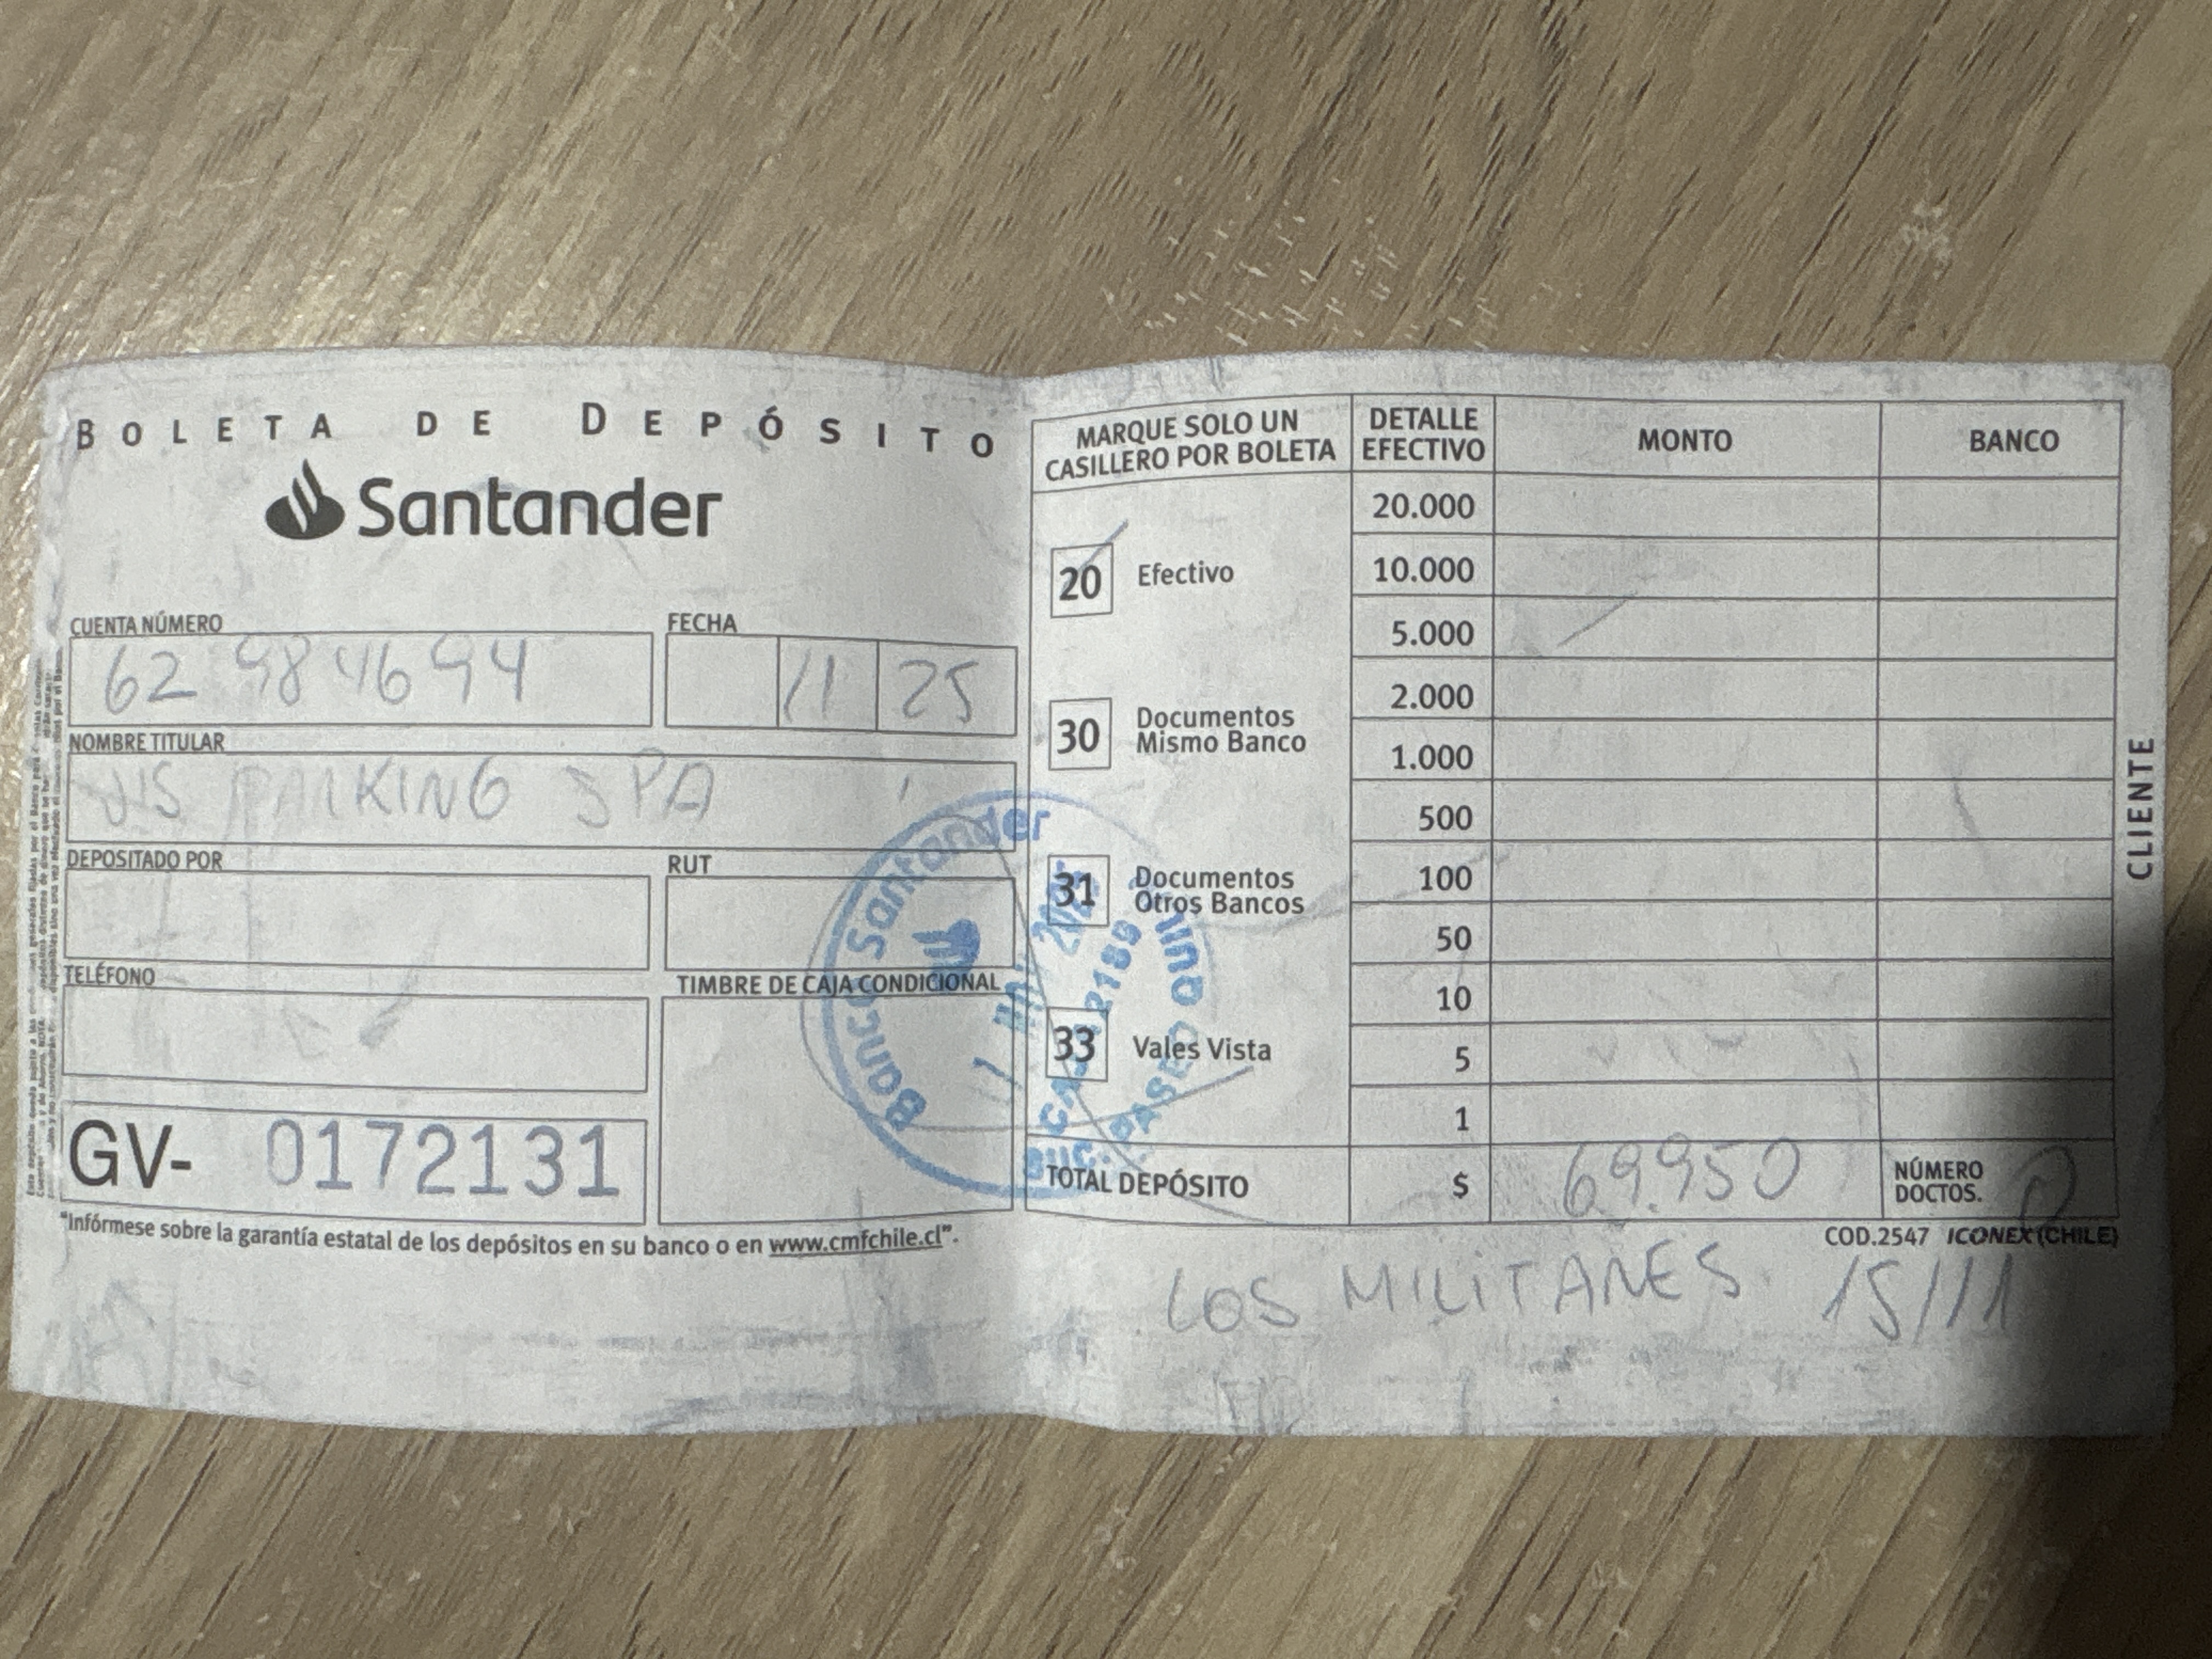 BOLETA DE DEPÓSITO
Santander
CUENTA NÚMERO
62 984694
FECHA
11 25
NOMBRE TITULAR
JIS PARKING SPA
DEPOSITADO POR
RUT
TELÉFONO
TIMBRE DE CAJA CONDICIONAL
GV- 0172131
"Infórmese sobre la garantía estatal de los depósitos en su banco o en www.cmfchile.cl".
MARQUE SOLO UN
CASILLERO POR BOLETA
20 Efectivo
30 Documentos
Mismo Banco
31 Documentos
Otros Bancos
33 Vales Vista
DETALLE
EFECTIVO
MONTO
BANCO
20.000
10.000
5.000
2.000
1.000
500
100
50
10
5
1
TOTAL DEPÓSITO $ 69.950
NÚMERO
DOCTOS.
CLIENTE
COD.2547 ICONEX (CHILE)
LOS MILITARES 15/11
Banco Santander
SUC. PASEO